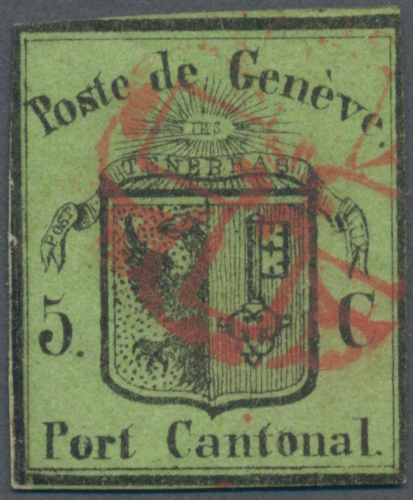 Poste de Genève.
IHS
POST TENEBRAS LUX
5. C
Port Cantonal.